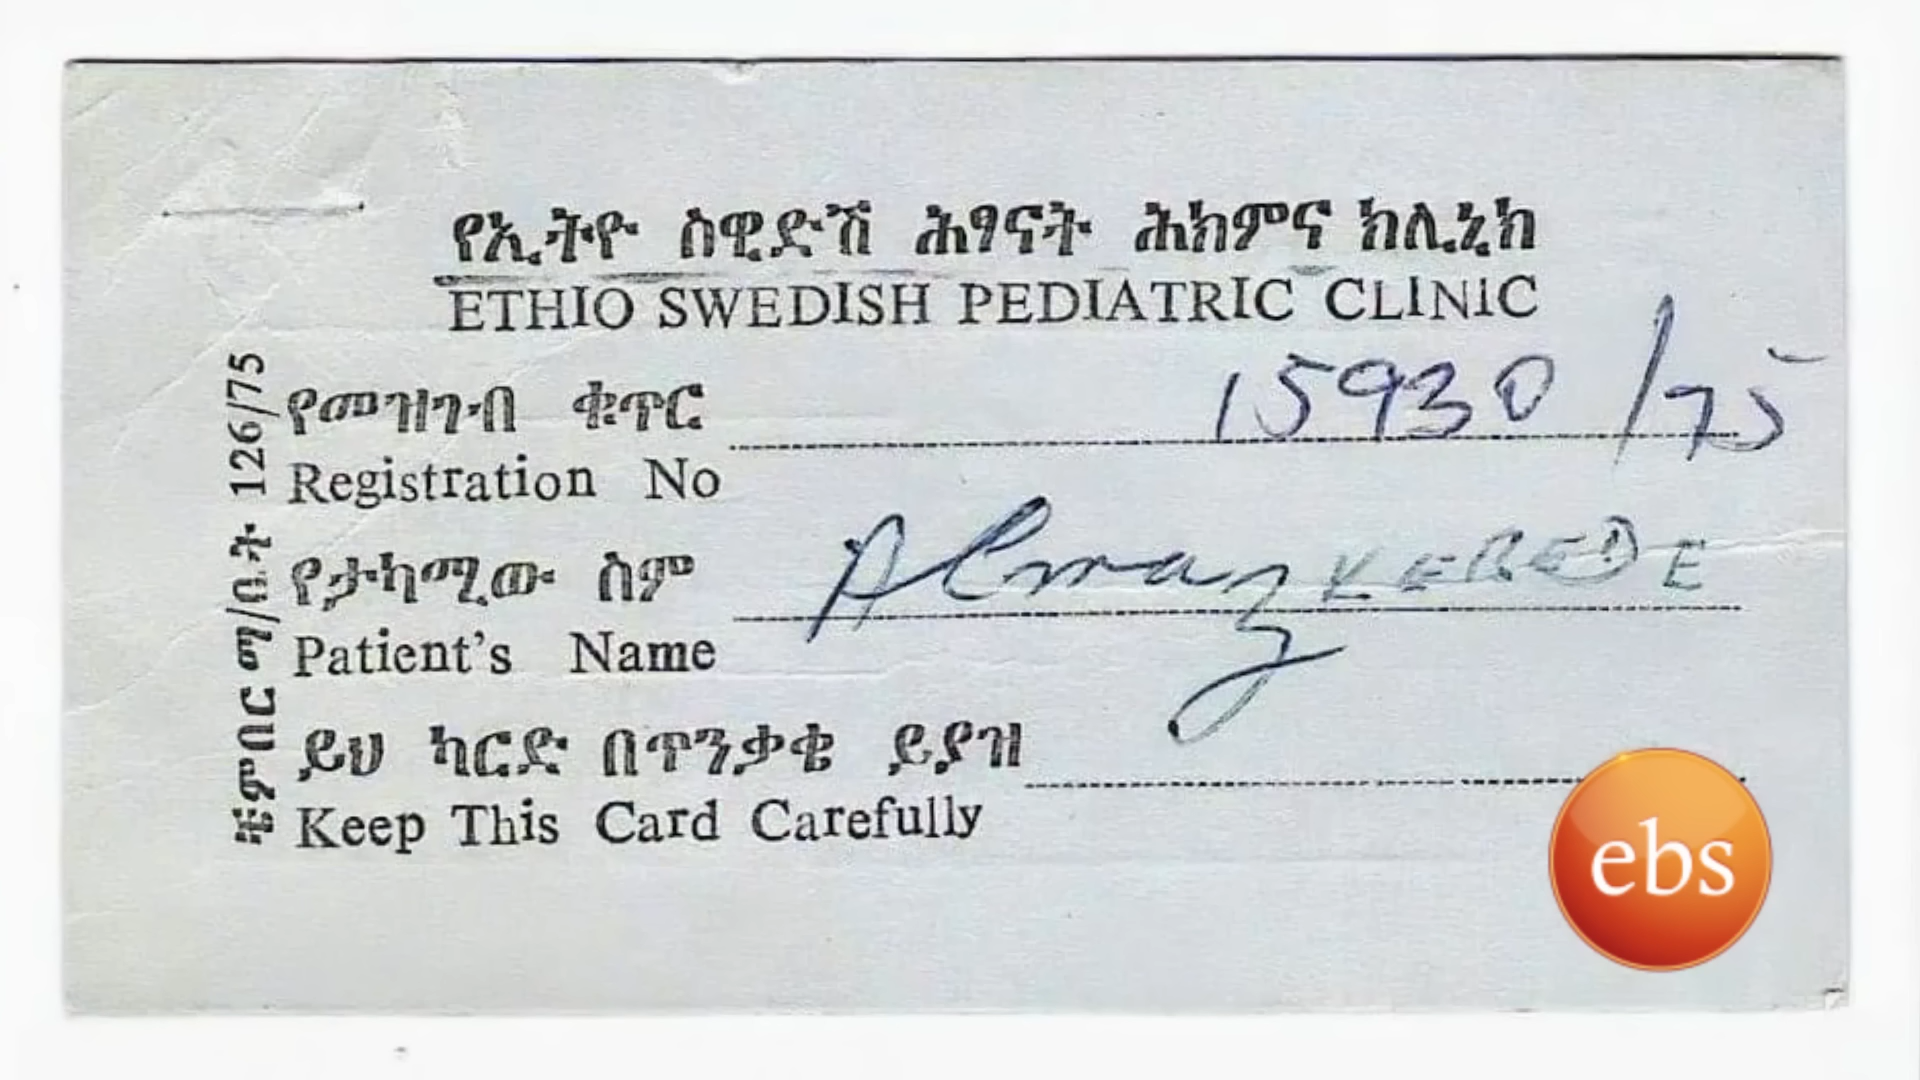 የኢትዮ ስዊድሽ ሕፃናት ሕክምና ክሊኒክ
ETHIO SWEDISH PEDIATRIC CLINIC
የመዝገብ ቁጥር 15930/75
Registration No
የታካሚው ስም Almaz KEBEDE
Patient's Name
ይህ ካርድ በጥንቃቄ ይያዝ
Keep This Card Carefully
ቼምበር ማ/ቤት 126/75
ebs